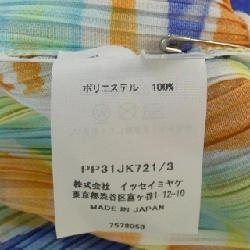 ポリエステル 100%
PP31JK721/3
株式会社 イッセイミヤケ
東京都渋谷区富ヶ谷1-12-10
MADE IN JAPAN
7578053